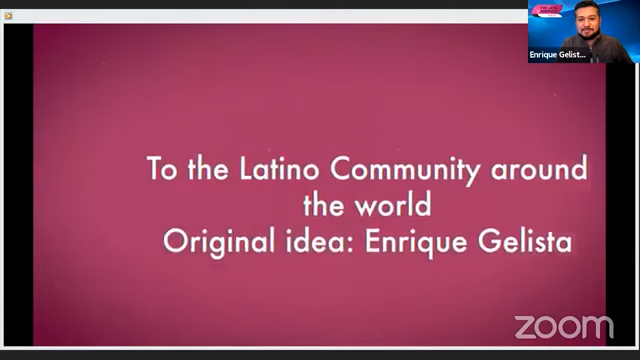 Enrique Gelist...
To the Latino Community around
the world
Original idea: Enrique Gelista
zoom